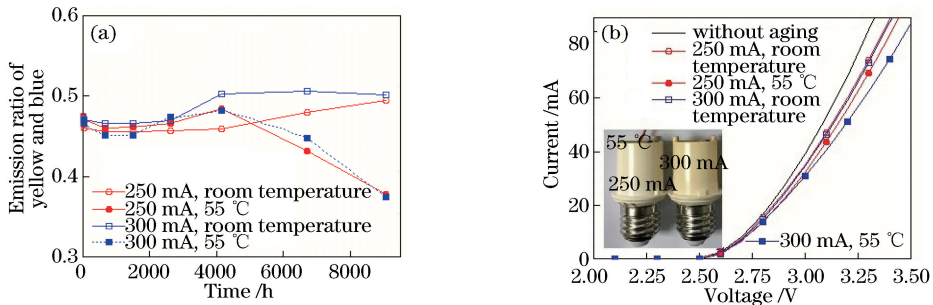 (a)
Emission ratio of
yellow and blue
0.6
0.5
0.4
0.3
250 mA, room temperature
250 mA, 55 ℃
300 mA, room temperature
300 mA, 55 ℃
0 2000 4000 6000 8000
Time /h
(b)
Current /mA
80
60
40
20
0
without aging
250 mA, room
temperature
250 mA, 55 ℃
300 mA, room
temperature
55 ℃
300 mA
250 mA
300 mA, 55 ℃
2.00 2.25 2.50 2.75 3.00 3.25 3.50
Voltage /V